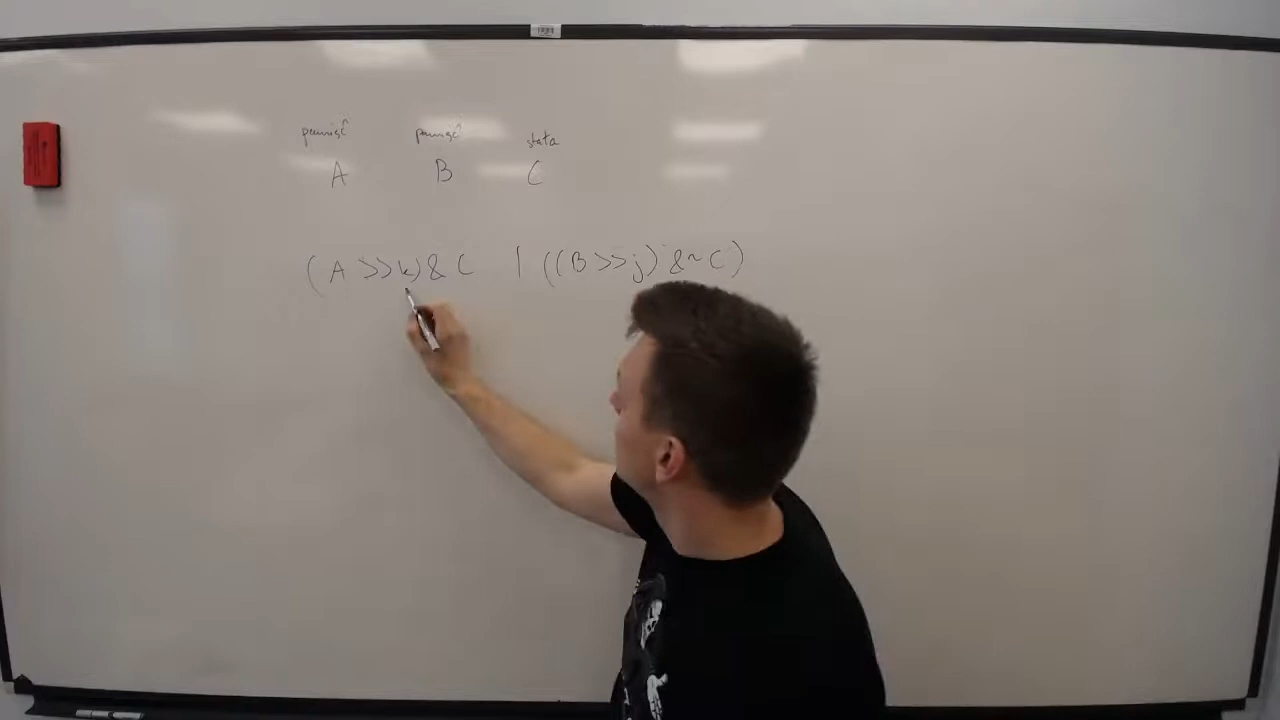 pamięć pamięć stała
A B C
(A >> k) & C | ((B >> j) & ~ C)